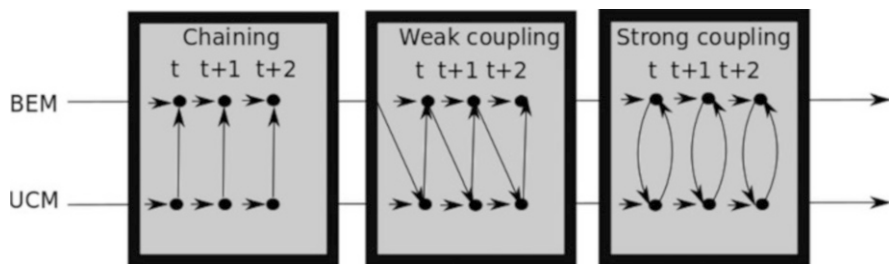 Chaining
t t+1 t+2
Weak coupling
t t+1 t+2
Strong coupling
t t+1 t+2
BEM
UCM